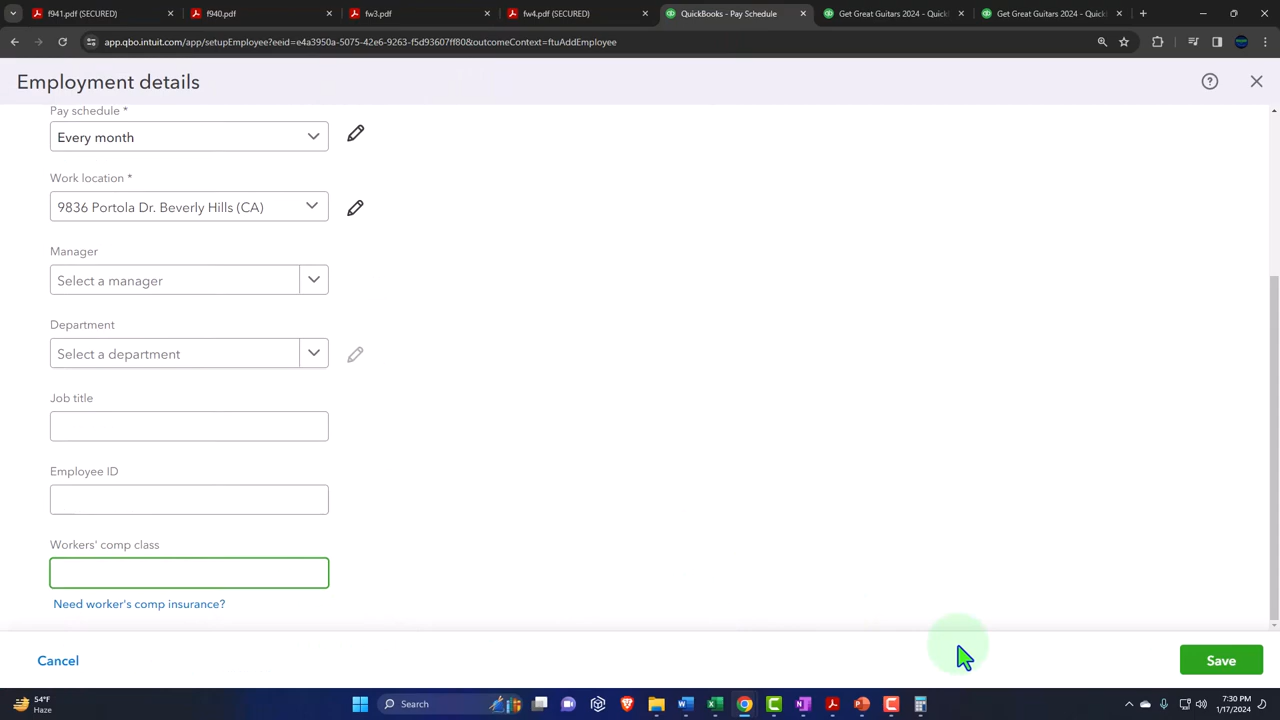 f941.pdf (SECURED)
f940.pdf
fw3.pdf
fw4.pdf (SECURED)
QuickBooks - Pay Schedule
Get Great Guitars 2024 - Quick
Get Great Guitars 2024 - Quick
app.qbo.intuit.com/app/setupEmployee?eeid=e4a3950a-5075-42e6-9263-f5d93607ff80&outcomeContext=ftuAddEmployee
Employment details
Pay schedule *
Every month
Work location *
9836 Portola Dr. Beverly Hills (CA)
Manager
Select a manager
Department
Select a department
Job title
Employee ID
Workers' comp class
Need worker's comp insurance?
Cancel
Save
54°F
Haze
Search
7:30 PM
1/17/2024